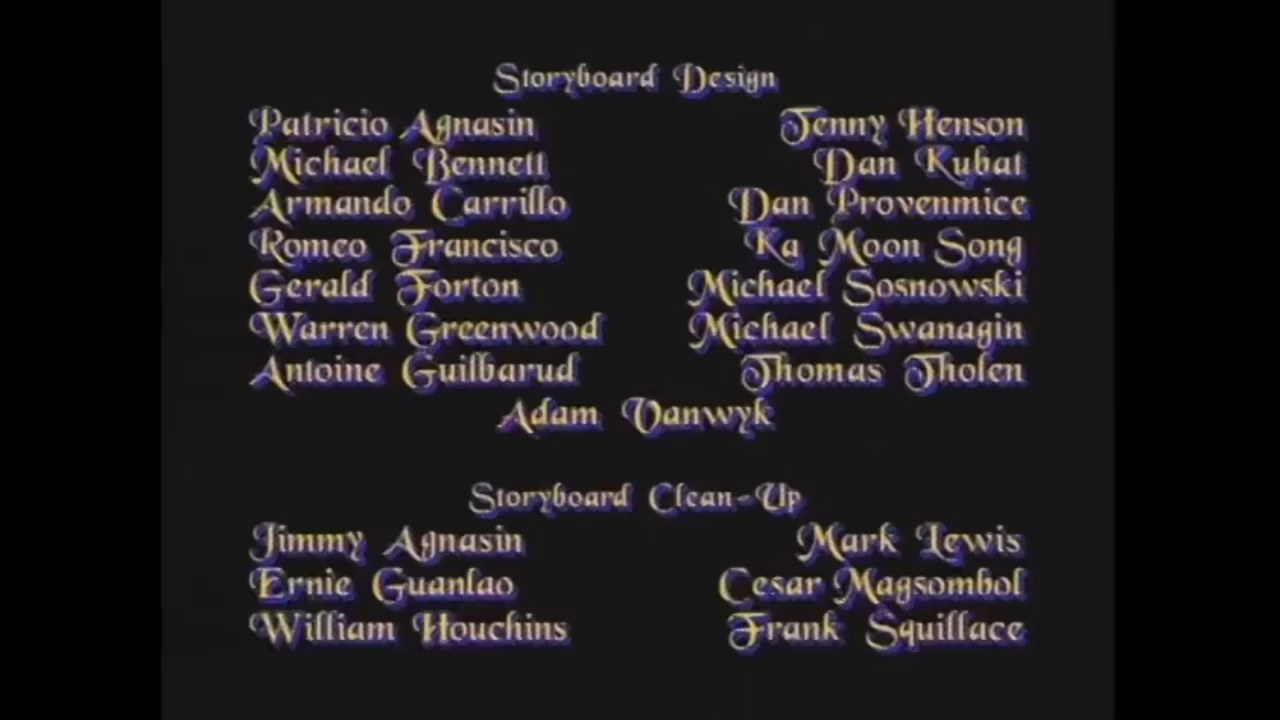 Storyboard Design
Patricio Agnasin Tenny Henson
Michael Bennett Dan Kubat
Armando Carrillo Dan Provenmice
Romeo Francisco Ka Moon Song
Gerald Forton Michael Sosnowski
Warren Greenwood Michael Swanagin
Antoine Guilbarud Thomas Tholen
Adam Vanwyk
Storyboard Clean-Up
Jimmy Agnasin Mark Lewis
Ernie Guanlao Cesar Magsombol
William Houchins Frank Squillace